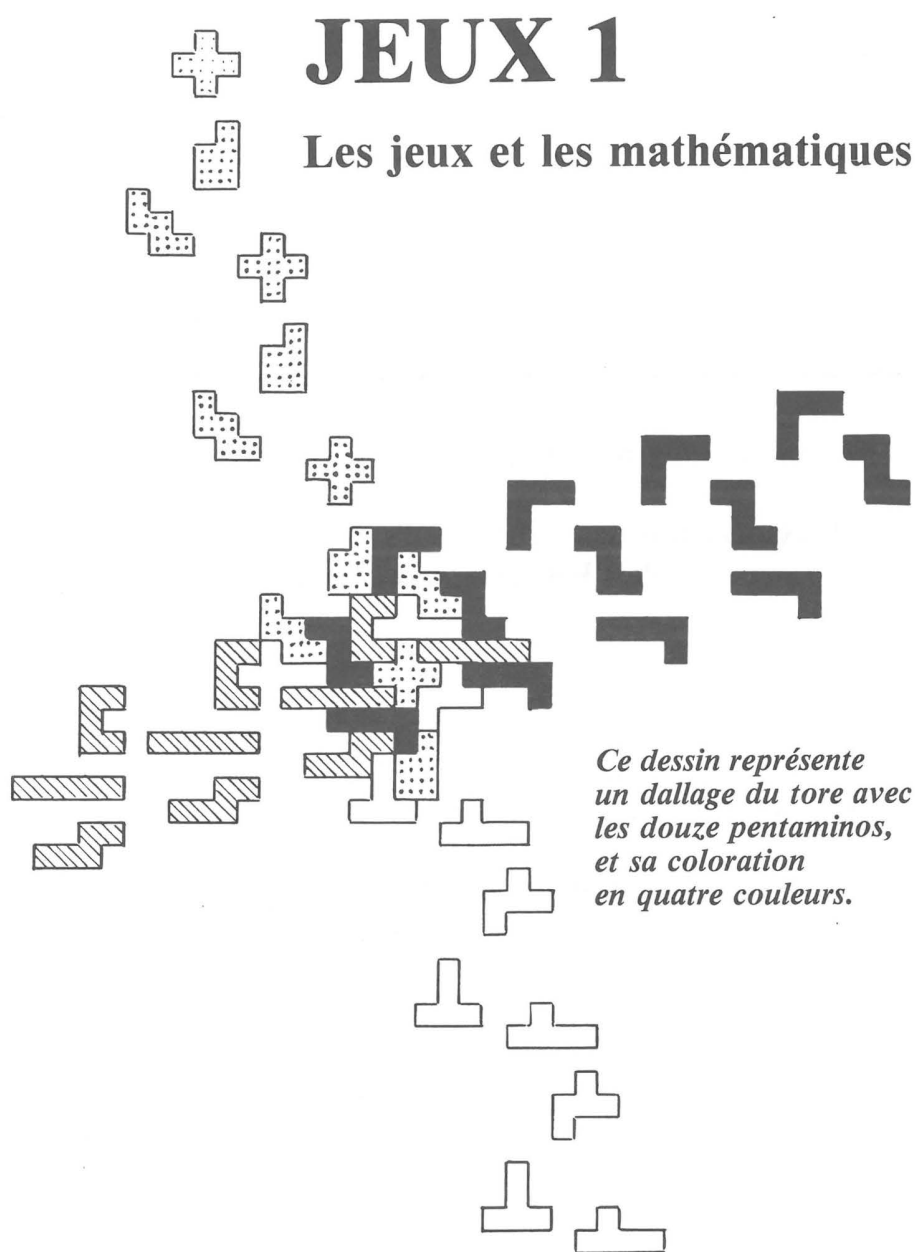 JEUX 1
Les jeux et les mathématiques
Ce dessin représente
un dallage du tore avec
les douze pentaminos,
et sa coloration
en quatre couleurs.